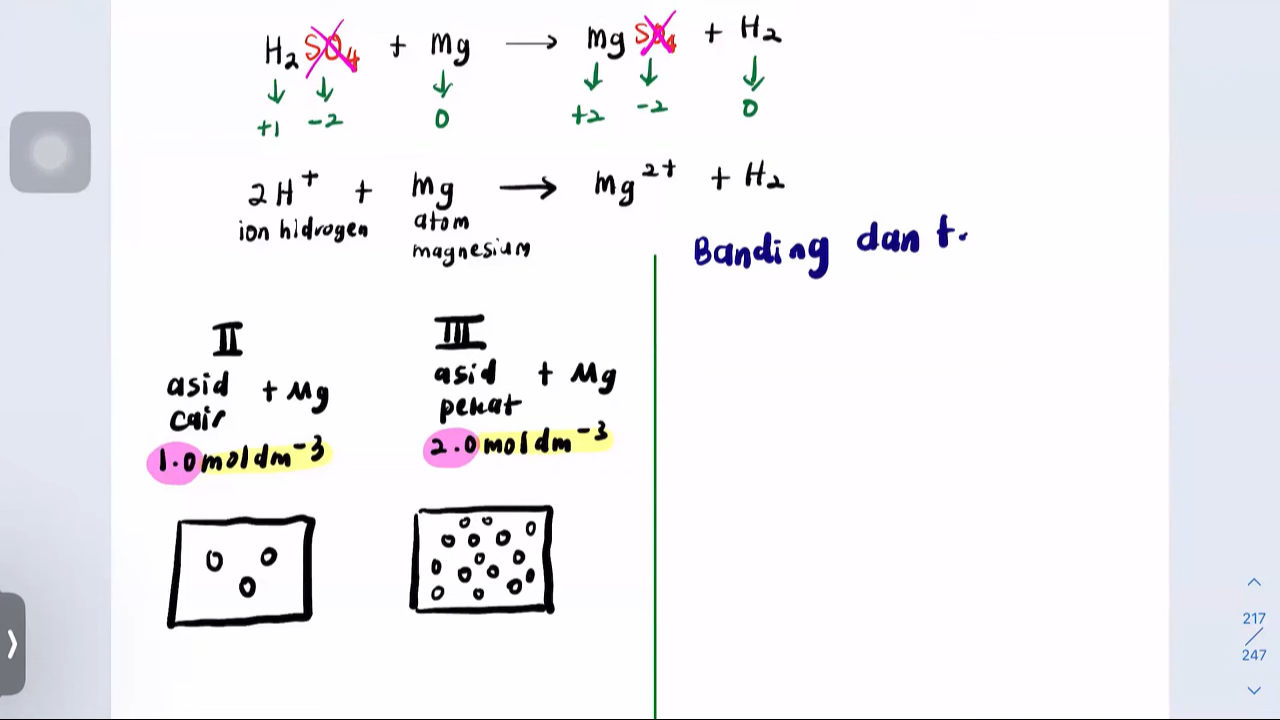 H₂SO₄ + Mg → MgSO₄ + H₂
+1 -2 0 +2 -2 0
2H⁺ + Mg → Mg²⁺ + H₂
ion hidrogen atom magnesium
Banding dan t.
II
asid cair + Mg
1.0 moldm⁻³
III
asid pekat + Mg
2.0 moldm⁻³
217
247